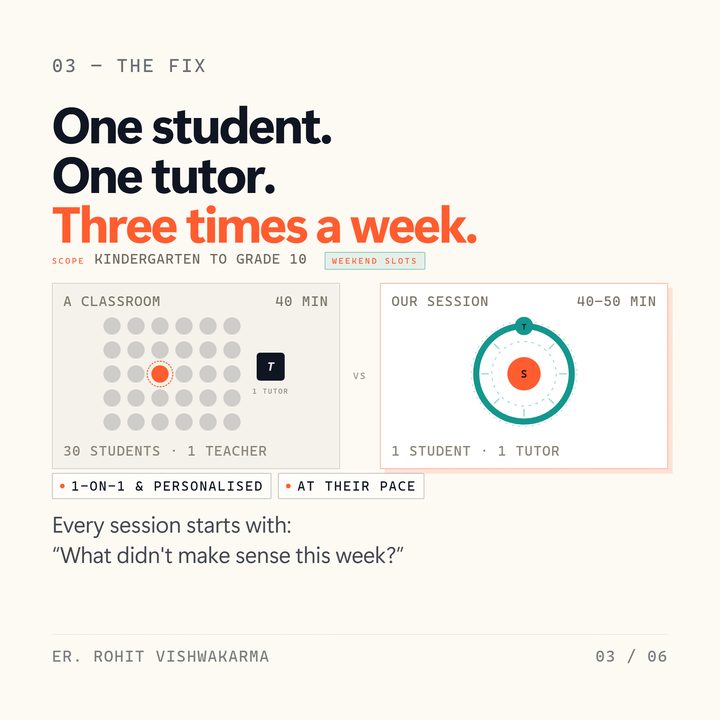 03 — THE FIX
One student.
One tutor.
Three times a week.
SCOPE KINDERGARTEN TO GRADE 10 WEEKEND SLOTS
A CLASSROOM 40 MIN
T
1 TUTOR
30 STUDENTS · 1 TEACHER
VS
OUR SESSION 40–50 MIN
T
S
1 STUDENT · 1 TUTOR
1-ON-1 & PERSONALISED
AT THEIR PACE
Every session starts with:
“What didn't make sense this week?”
ER. ROHIT VISHWAKARMA 03 / 06